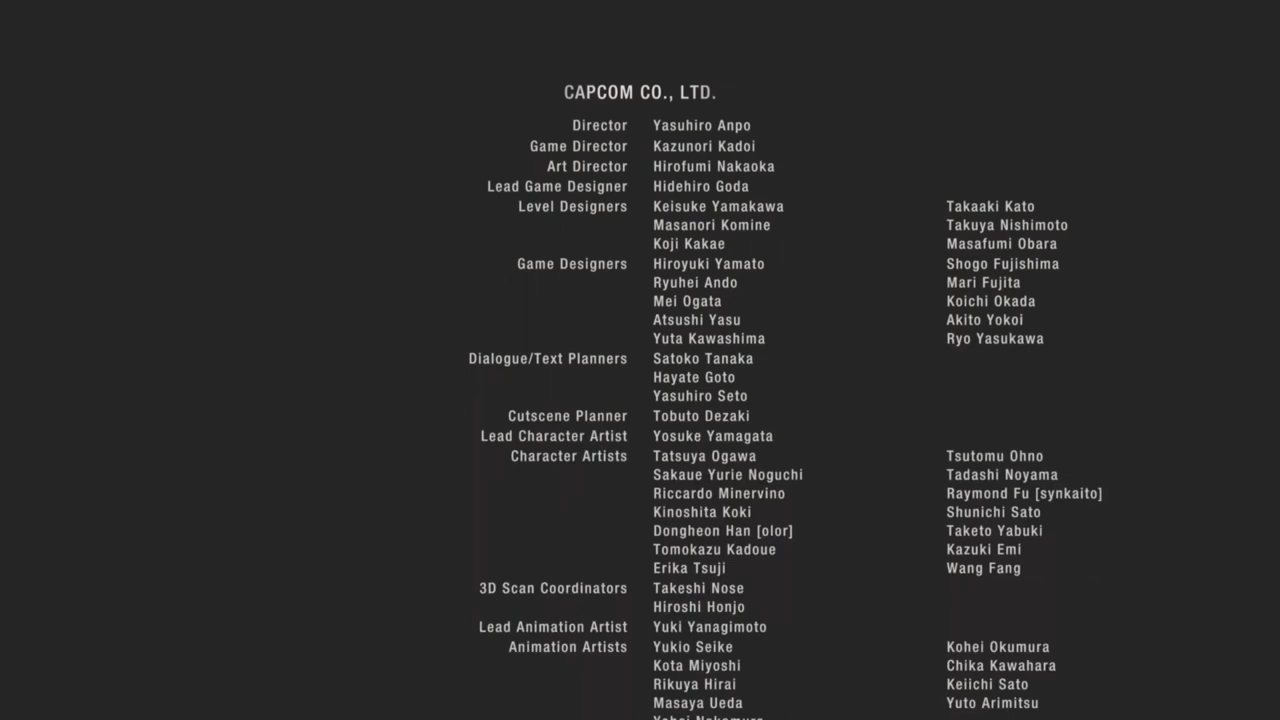 CAPCOM CO., LTD.
Director Yasuhiro Anpo
Game Director Kazunori Kadoi
Art Director Hirofumi Nakaoka
Lead Game Designer Hidehiro Goda
Level Designers Keisuke Yamakawa Takaaki Kato
Masanori Komine Takuya Nishimoto
Koji Kakae Masafumi Obara
Game Designers Hiroyuki Yamato Shogo Fujishima
Ryuhei Ando Mari Fujita
Mei Ogata Koichi Okada
Atsushi Yasu Akito Yokoi
Yuta Kawashima Ryo Yasukawa
Dialogue/Text Planners Satoko Tanaka
Hayate Goto
Yasuhiro Seto
Cutscene Planner Tobuto Dezaki
Lead Character Artist Yosuke Yamagata
Character Artists Tatsuya Ogawa Tsutomu Ohno
Sakaue Yurie Noguchi Tadashi Noyama
Riccardo Minervino Raymond Fu [synkaito]
Kinoshita Koki Shunichi Sato
Dongheon Han [olor] Taketo Yabuki
Tomokazu Kadoue Kazuki Emi
Erika Tsuji Wang Fang
3D Scan Coordinators Takeshi Nose
Hiroshi Honjo
Lead Animation Artist Yuki Yanagimoto
Animation Artists Yukio Seike Kohei Okumura
Kota Miyoshi Chika Kawahara
Rikuya Hirai Keiichi Sato
Masaya Ueda Yuto Arimitsu